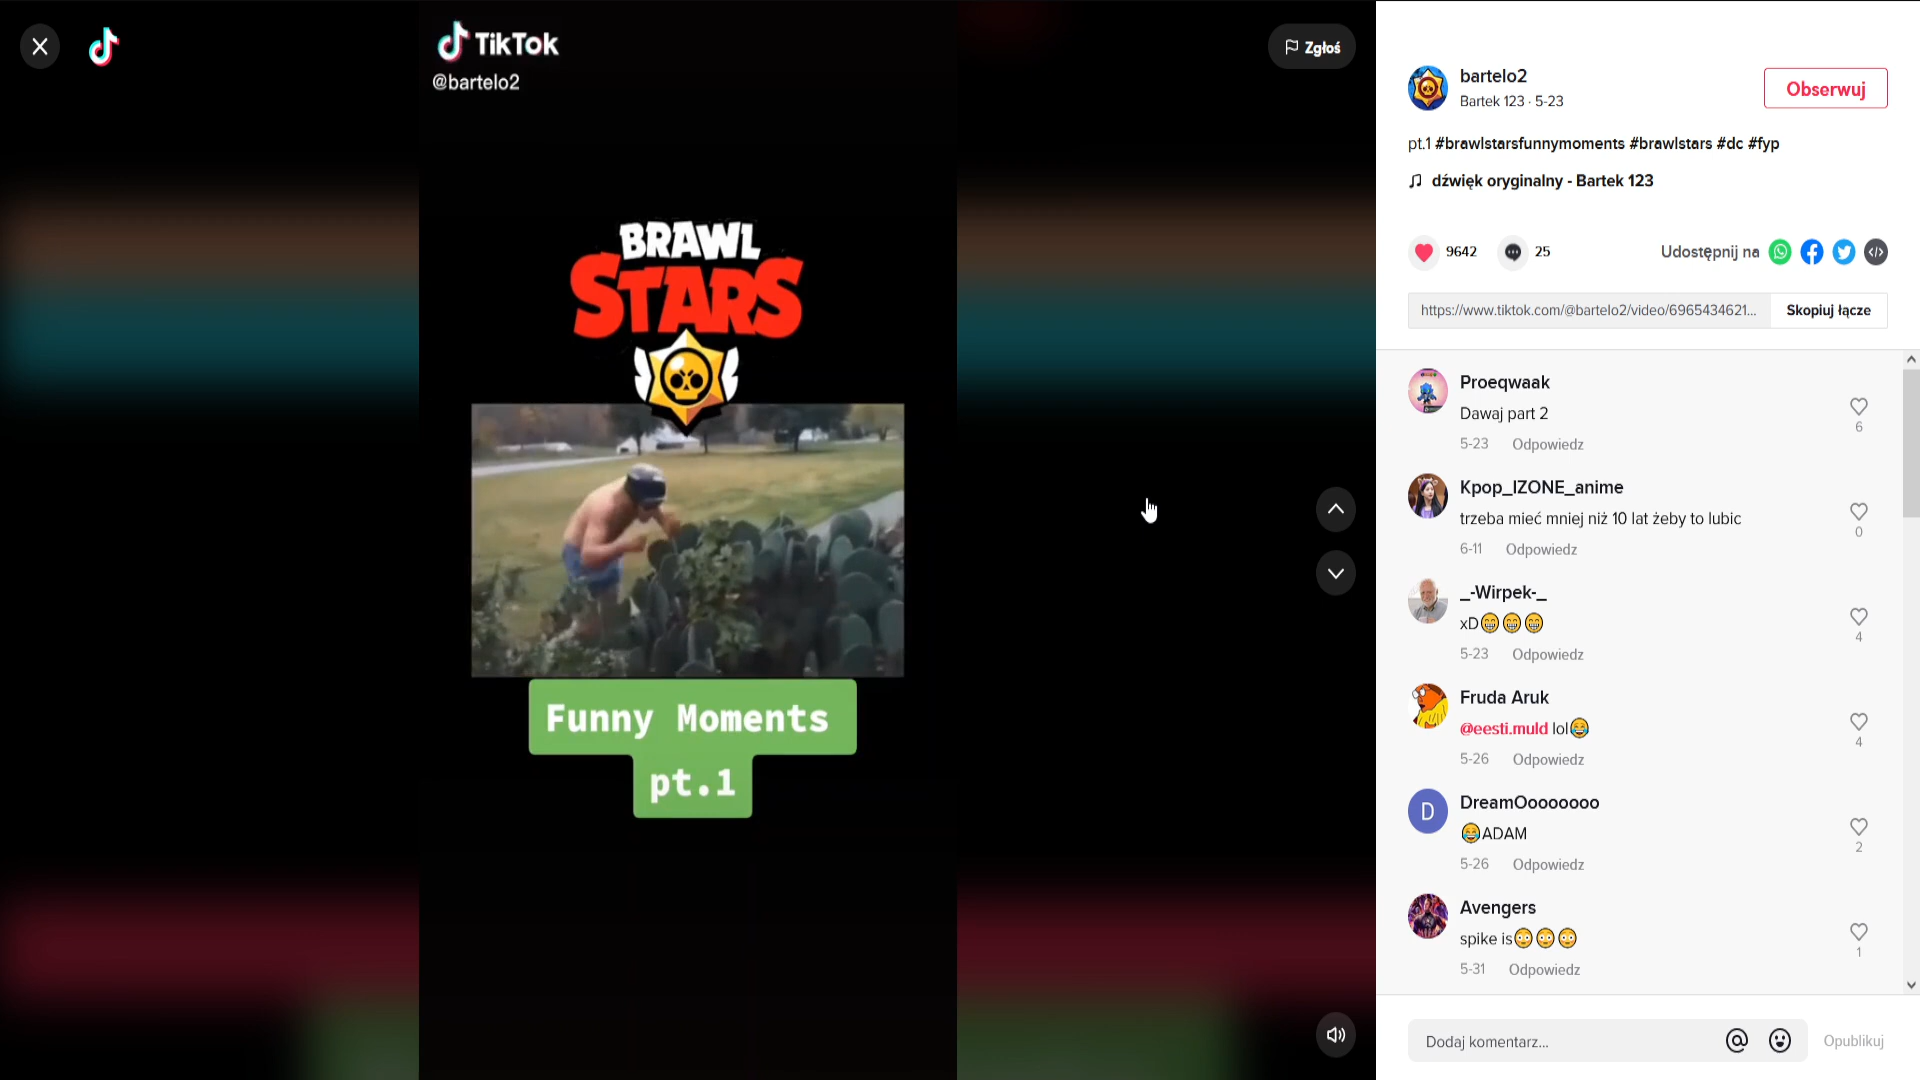 TikTok
@bartelo2
Zgłoś
BRAWL
STARS
Funny Moments
pt.1
bartelo2
Bartek 123 · 5-23
Obserwuj
pt.1 #brawlstarsfunnymoments #brawlstars #dc #fyp
dźwięk oryginalny - Bartek 123
9642
25
Udostępnij na
https://www.tiktok.com/@bartelo2/video/6965434621...
Skopiuj łącze
Proeqwaak
Dawaj part 2
5-23 Odpowiedz
6
Kpop_IZONE_anime
trzeba mieć mniej niż 10 lat żeby to lubic
6-11 Odpowiedz
0
_-Wirpek-_
xD😁😁😁
5-23 Odpowiedz
4
Fruda Aruk
@eesti.muld lol😂
5-26 Odpowiedz
4
D
DreamOooooooo
😂ADAM
5-26 Odpowiedz
2
Avengers
spike is😳😳😳
5-31 Odpowiedz
1
Dodaj komentarz...
Opublikuj